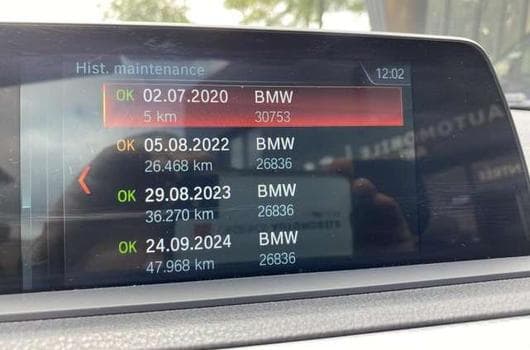 Hist. maintenance
12:02
OK 02.07.2020 BMW
5 km 30753
OK 05.08.2022 BMW
26.468 km 26836
OK 29.08.2023 BMW
36.270 km 26836
OK 24.09.2024 BMW
47.968 km 26836